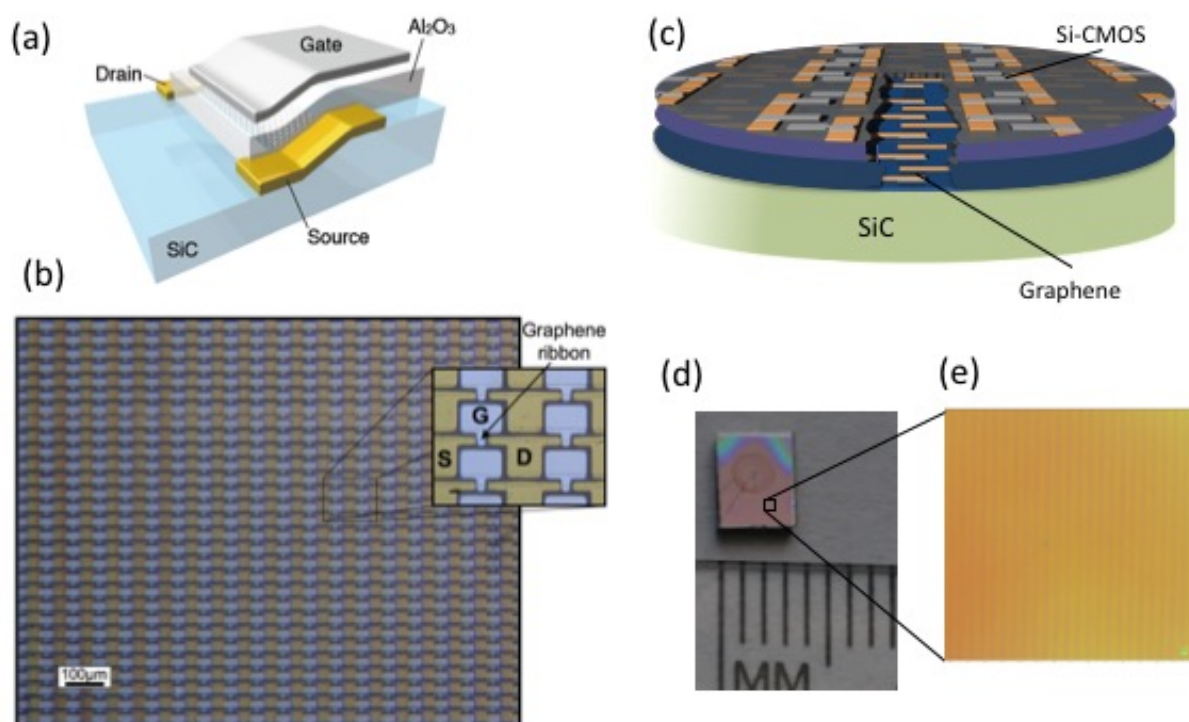 (a)
Gate
Al₂O₃
Drain
Source
SiC
(b)
Graphene
ribbon
G
S
D
100μm
(c)
Si-CMOS
SiC
Graphene
(d)
MM
(e)